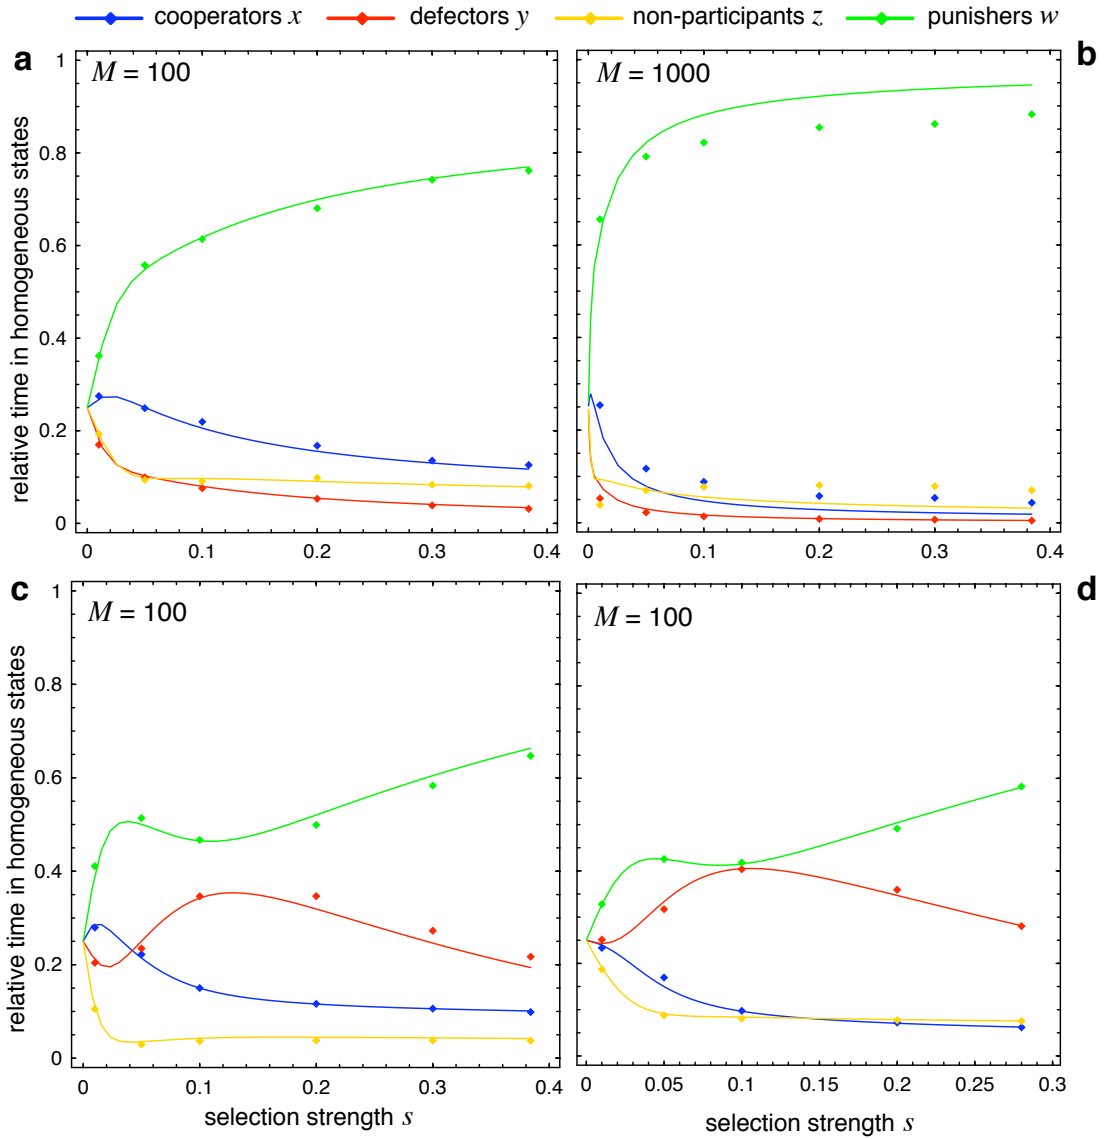 cooperators x defectors y non-participants z punishers w
a
M = 100
relative time in homogeneous states
1
0.8
0.6
0.4
0.2
0
0 0.1 0.2 0.3 0.4
b
M = 1000
0 0.1 0.2 0.3 0.4
c
M = 100
relative time in homogeneous states
1
0.8
0.6
0.4
0.2
0
0 0.1 0.2 0.3 0.4
selection strength s
d
M = 100
0 0.05 0.1 0.15 0.2 0.25 0.3
selection strength s